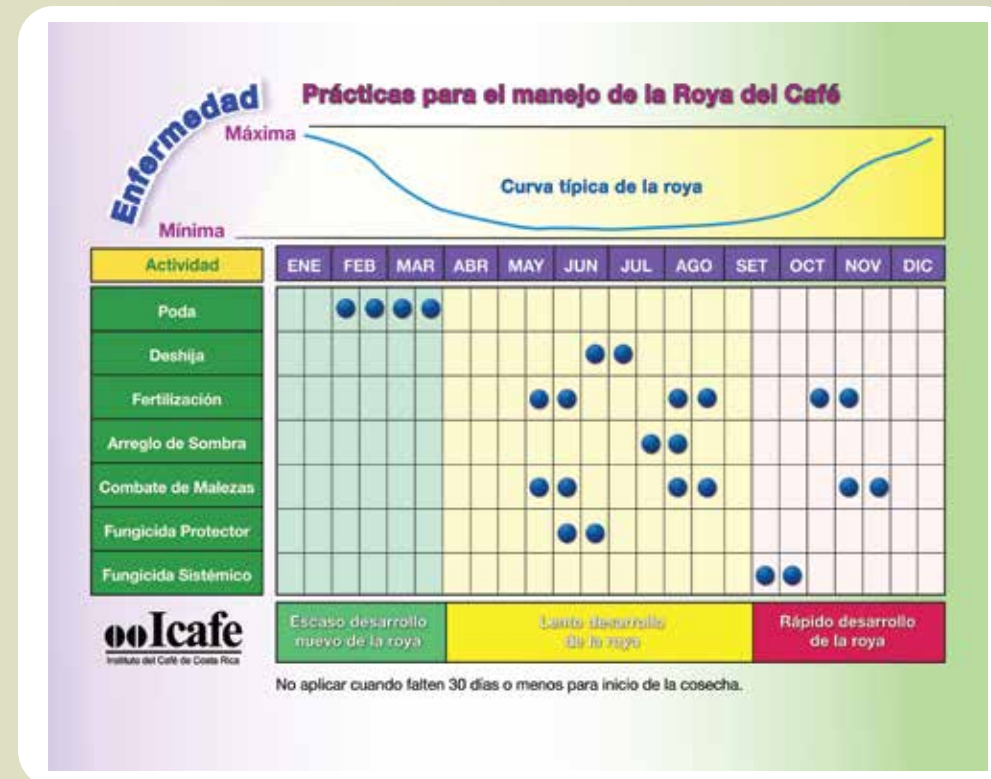 Prácticas para el manejo de la Roya del Café
Enfermedad
Máxima
Curva típica de la roya
Mínima
Actividad ENE FEB MAR ABR MAY JUN JUL AGO SET OCT NOV DIC
Poda
Deshija
Fertilización
Arreglo de Sombra
Combate de Malezas
Fungicida Protector
Fungicida Sistémico
Icafe
Instituto del Café de Costa Rica
Escaso desarrollo
nuevo de la roya
Lento desarrollo
de la roya
Rápido desarrollo
de la roya
No aplicar cuando falten 30 días o menos para inicio de la cosecha.